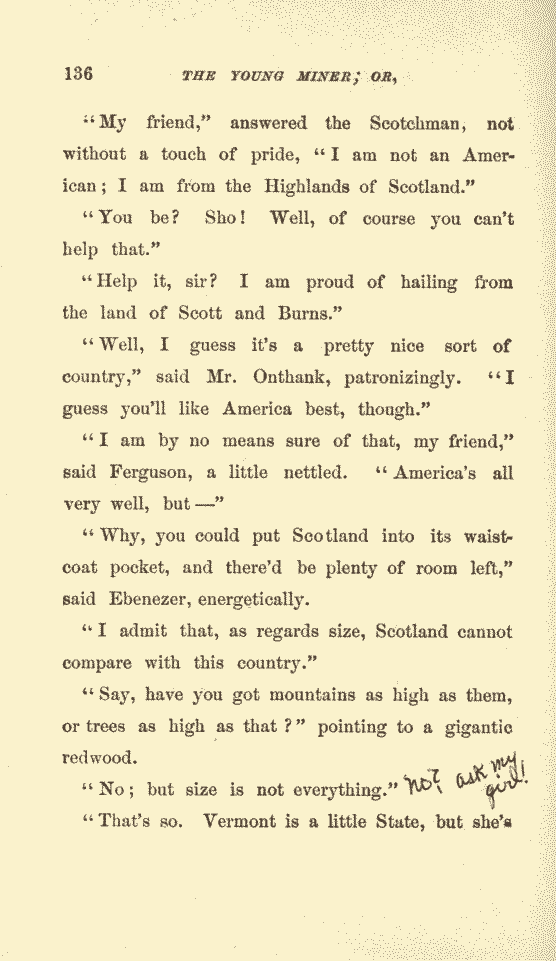 136 THE YOUNG MINER; OR,
“My friend,” answered the Scotchman, not
without a touch of pride, “I am not an Amer-
ican; I am from the Highlands of Scotland.”
“You be? Sho! Well, of course you can’t
help that.”
“Help it, sir? I am proud of hailing from
the land of Scott and Burns.”
“Well, I guess it’s a pretty nice sort of
country,” said Mr. Onthank, patronizingly. “I
guess you’ll like America best, though.”
“I am by no means sure of that, my friend,”
said Ferguson, a little nettled. “America’s all
very well, but—”
“Why, you could put Scotland into its waist-
coat pocket, and there’d be plenty of room left,”
said Ebenezer, energetically.
“I admit that, as regards size, Scotland cannot
compare with this country.”
“Say, have you got mountains as high as them,
or trees as high as that?” pointing to a gigantic
redwood.
“No; but size is not everything.” not? ask my
girl!
“That’s so. Vermont is a little State, but she’s